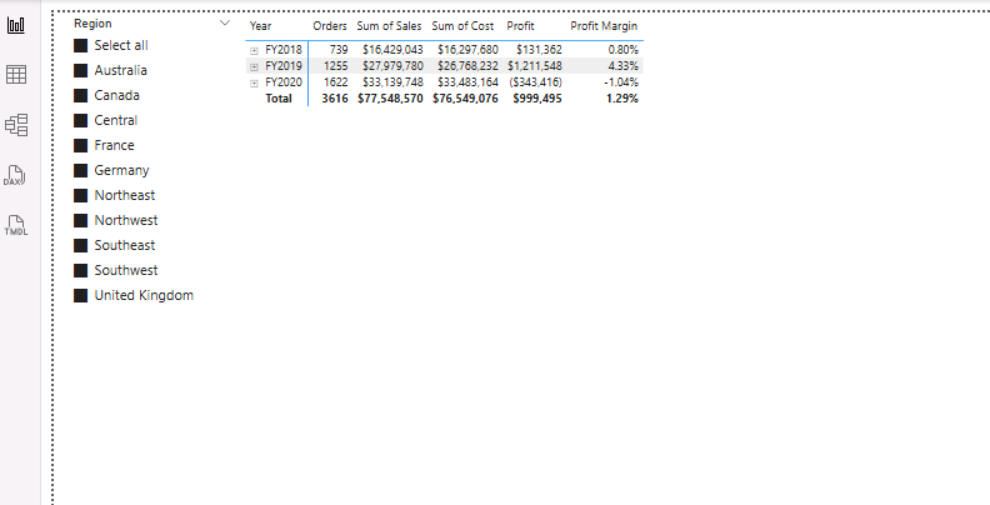 Region
Select all
Australia
Canada
Central
France
Germany
Northeast
Northwest
Southeast
Southwest
United Kingdom
Year Orders Sum of Sales Sum of Cost Profit Profit Margin
FY2018 739 $16,429,043 $16,297,680 $131,362 0.80%
FY2019 1255 $27,979,780 $26,768,232 $1,211,548 4.33%
FY2020 1622 $33,139,748 $33,483,164 ($343,416) -1.04%
Total 3616 $77,548,570 $76,549,076 $999,495 1.29%
DAX
TMDL